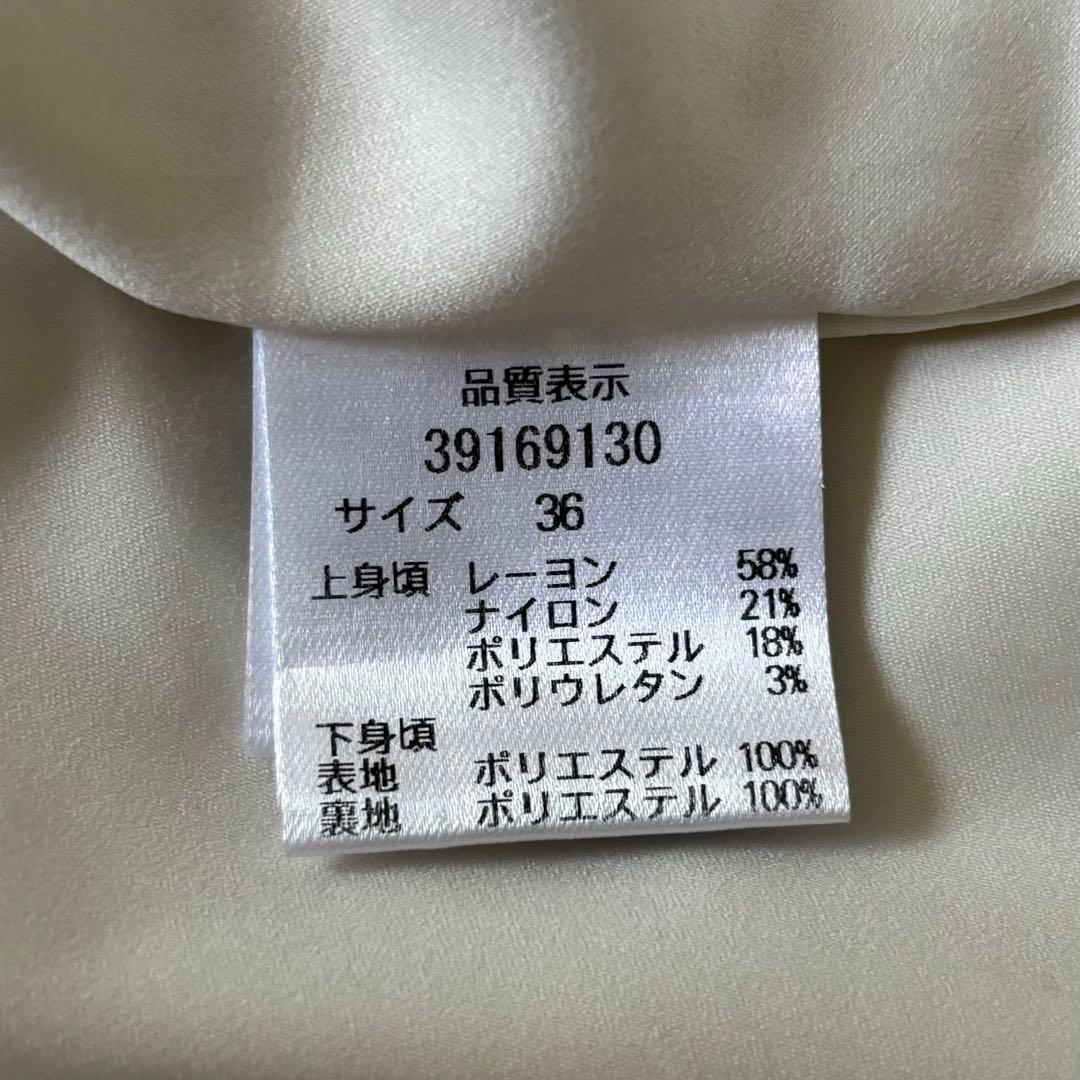 品質表示
39169130
サイズ 36
上身頃 レーヨン 58%
ナイロン 21%
ポリエステル 18%
ポリウレタン 3%
下身頃
表地 ポリエステル 100%
裏地 ポリエステル 100%